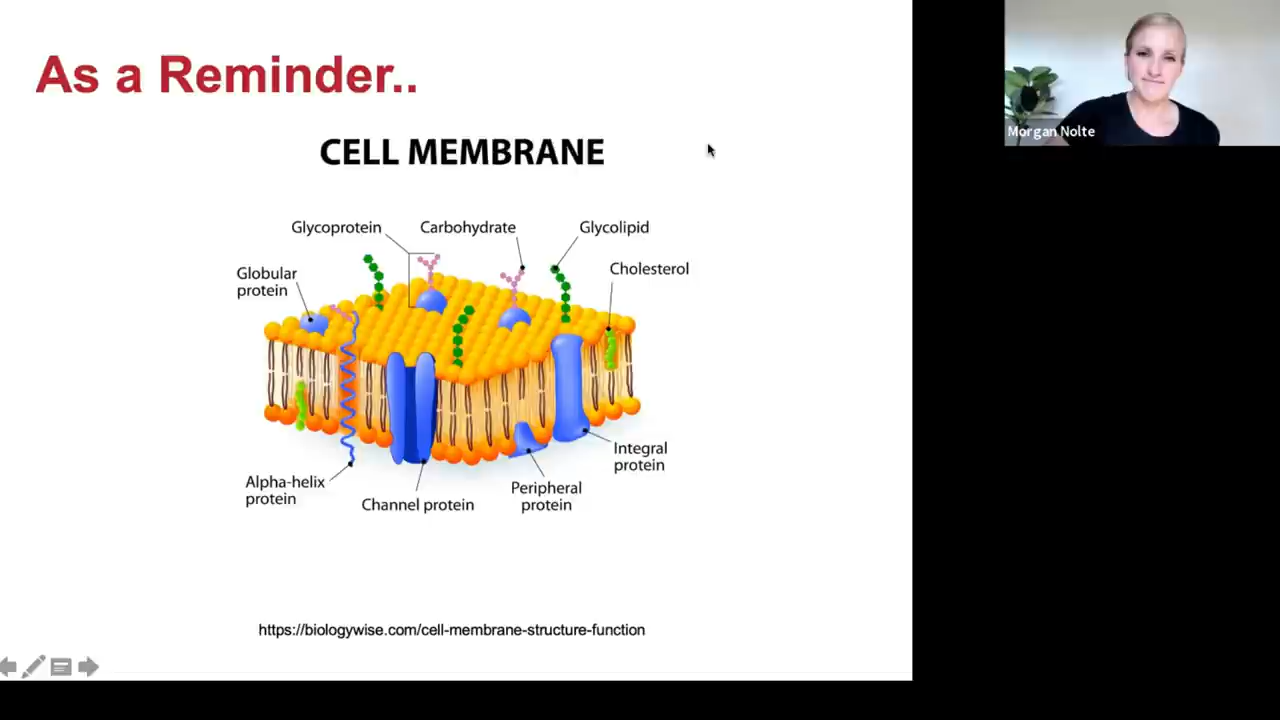 As a Reminder..
CELL MEMBRANE
Glycoprotein
Carbohydrate
Glycolipid
Globular
protein
Cholesterol
Integral
protein
Alpha-helix
protein
Channel protein
Peripheral
protein
https://biologywise.com/cell-membrane-structure-function
Morgan Nolte